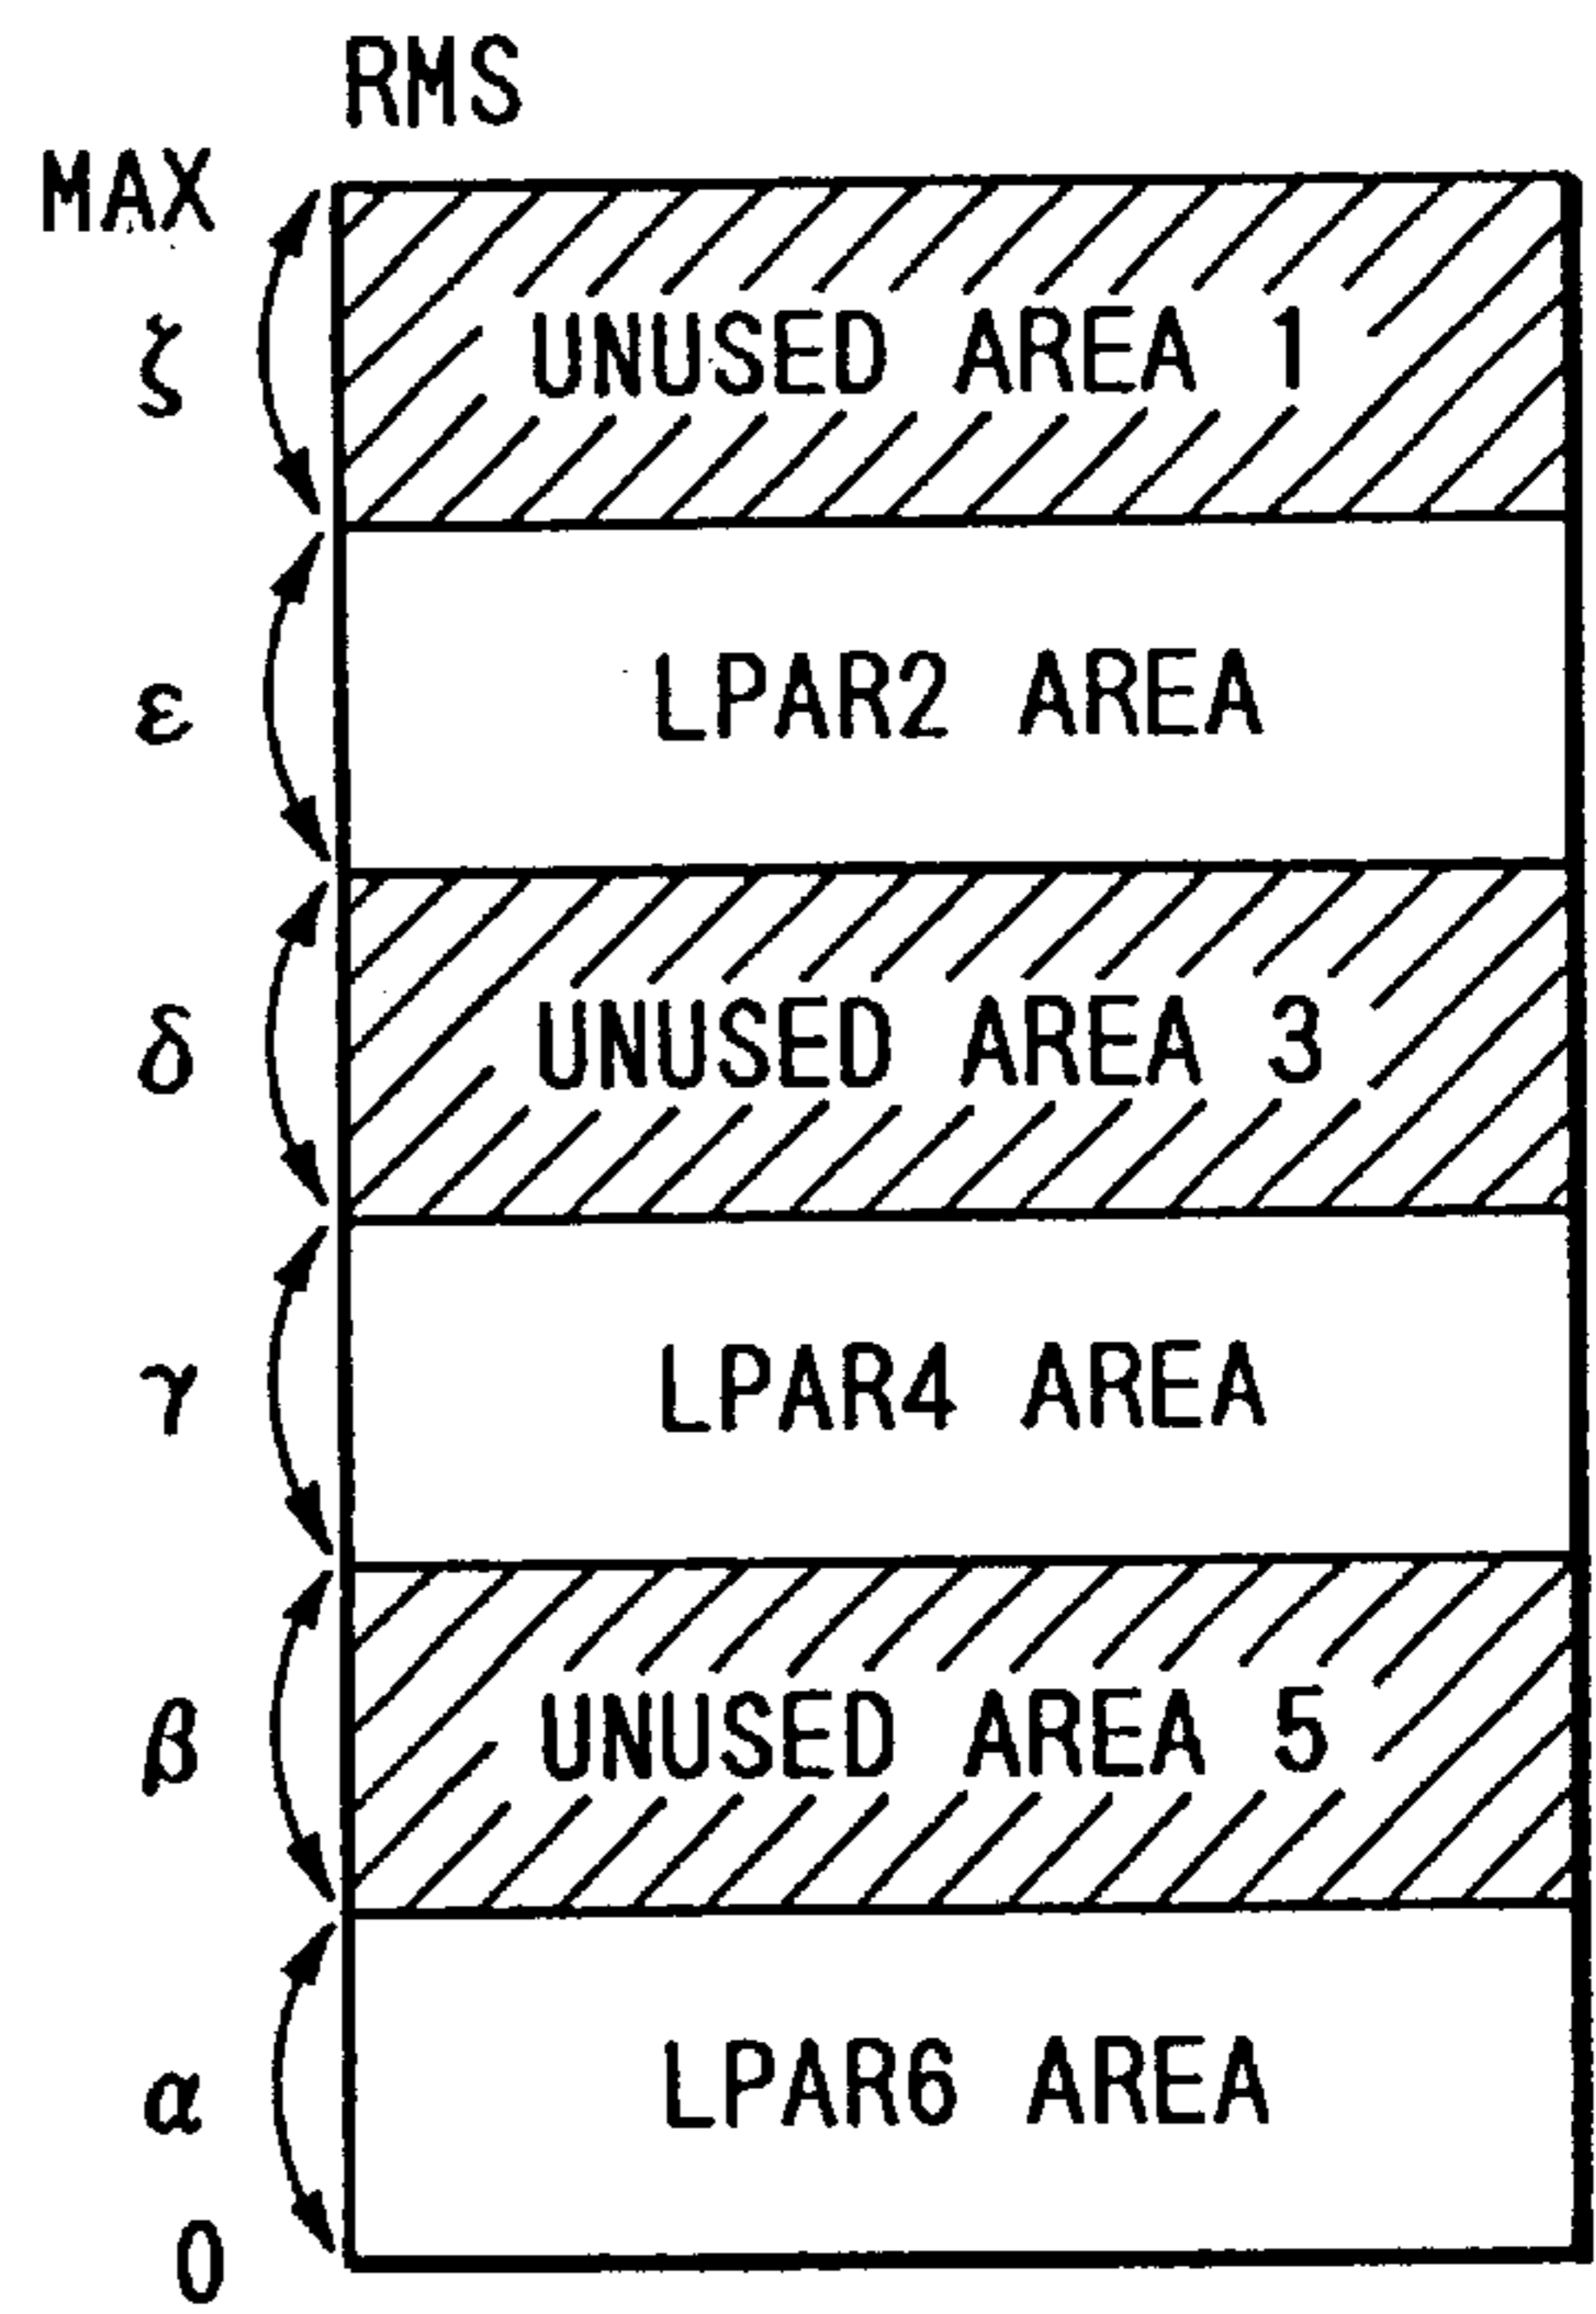 RMS
MAX
ζ
UNUSED AREA 1
ε
LPAR2 AREA
δ
UNUSED AREA 3
γ
LPAR4 AREA
β
UNUSED AREA 5
α
LPAR6 AREA
0